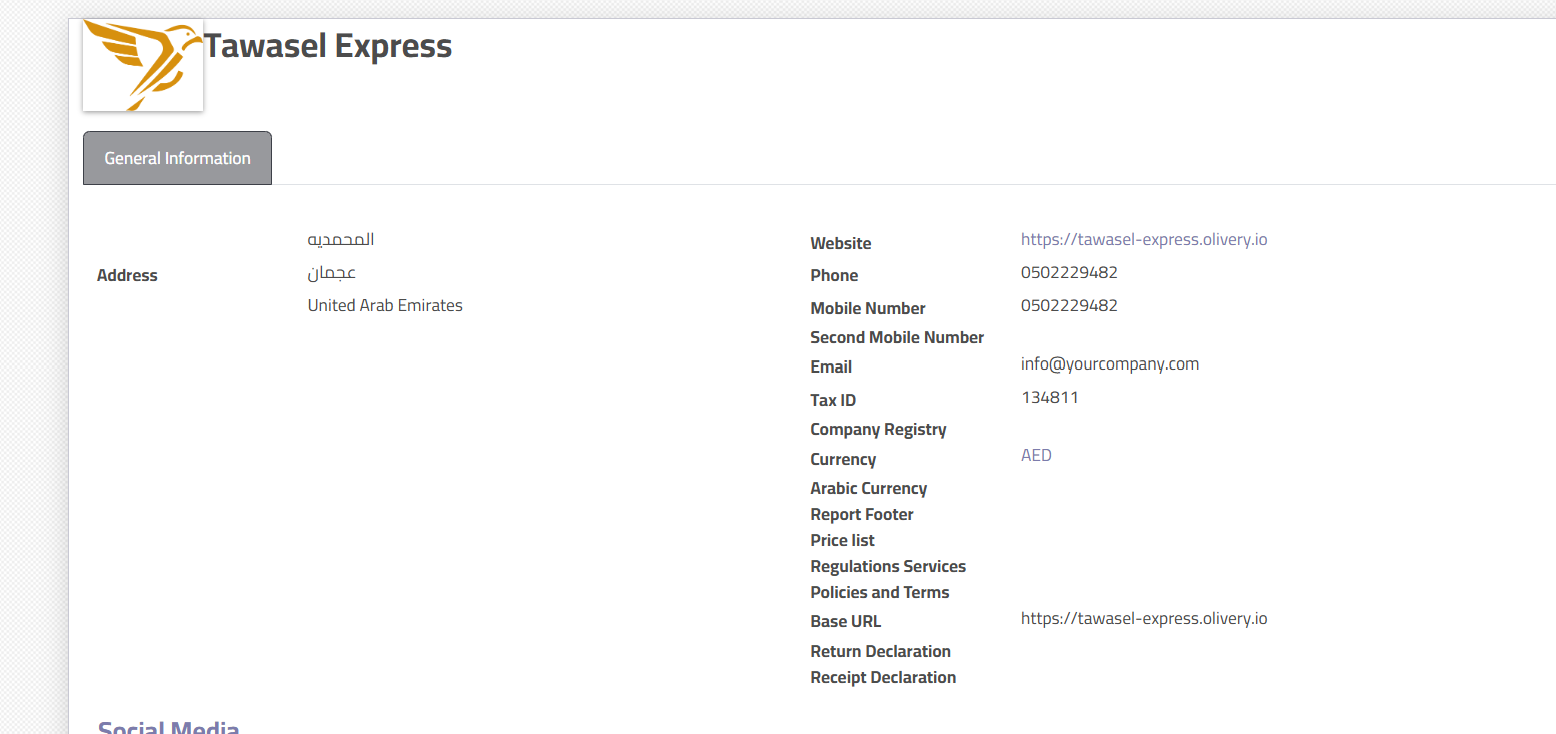 Tawasel Express
General Information
المحمديه
Address
عجمان
United Arab Emirates
Website https://tawasel-express.olivery.io
Phone 0502229482
Mobile Number 0502229482
Second Mobile Number
Email info@yourcompany.com
Tax ID 134811
Company Registry
Currency AED
Arabic Currency
Report Footer
Price list
Regulations Services
Policies and Terms
Base URL https://tawasel-express.olivery.io
Return Declaration
Receipt Declaration
Social Media